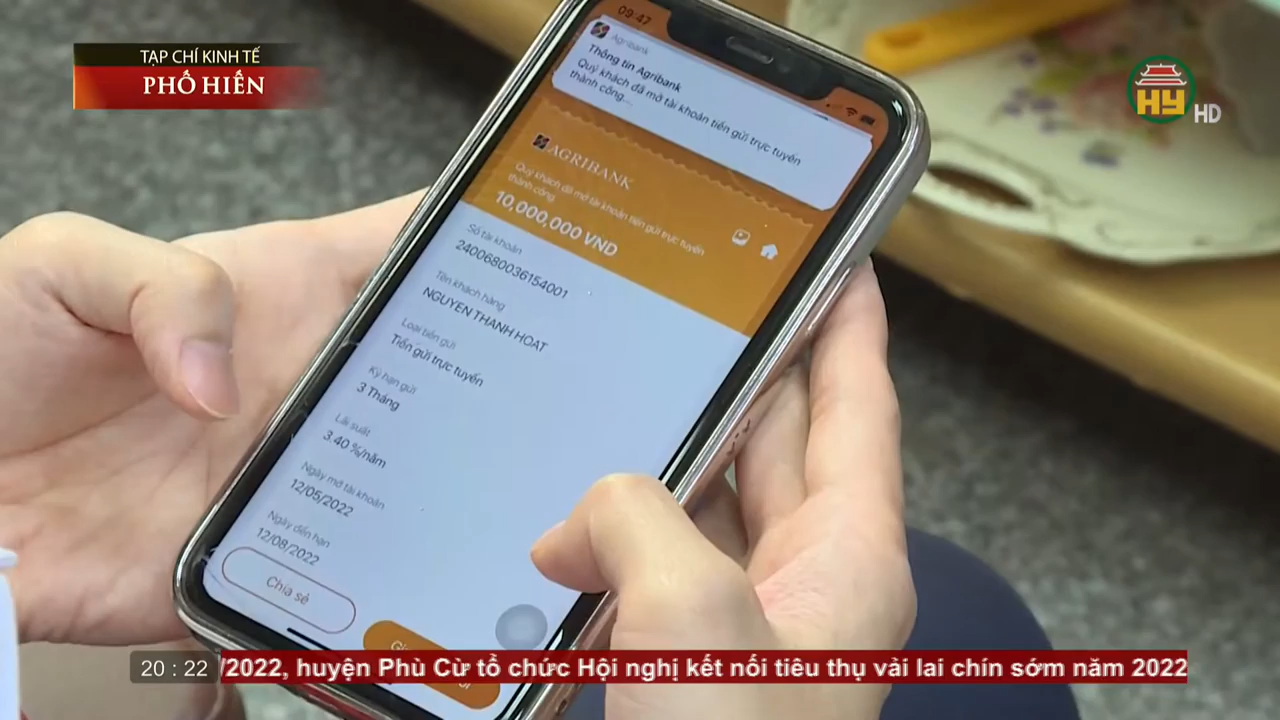 TẠP CHÍ KINH TẾ
PHỐ HIẾN
HY
HD
09:47
Agribank
Thông tin Agribank
Quý khách đã mở tài khoản tiền gửi trực tuyến
thành công....
AGRIBANK
Quý khách đã mở tài khoản tiền gửi trực tuyến
thành công
10,000,000 VND
Số tài khoản
2400680036154001
Tên khách hàng
NGUYEN THANH HOAT
Loại tiền gửi
Tiền gửi trực tuyến
Kỳ hạn gửi
3 Tháng
Lãi suất
3.40 %/năm
Ngày mở tài khoản
12/05/2022
Ngày đến hạn
12/08/2022
Chia sẻ
20 : 22
/2022, huyện Phù Cừ tổ chức Hội nghị kết nối tiêu thụ vải lai chín sớm năm 2022